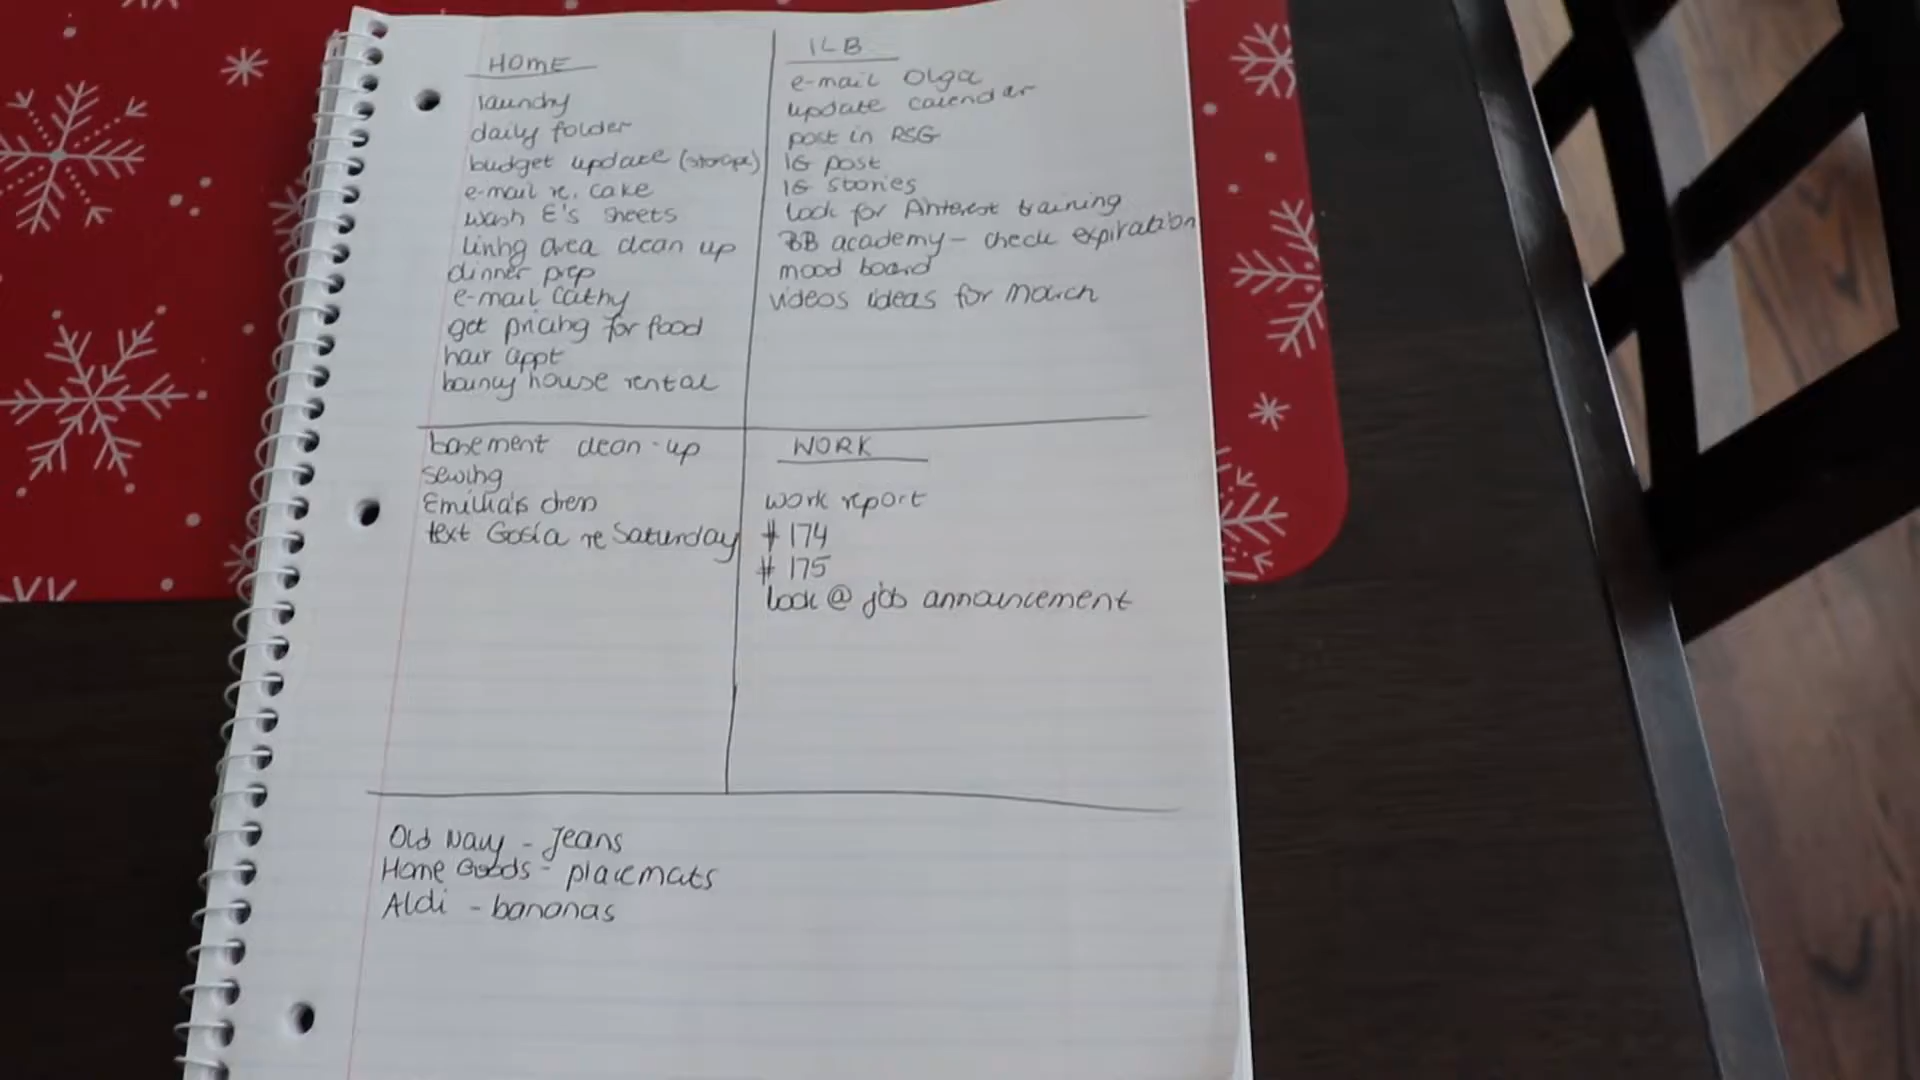 HOME
laundry
daily folder
budget update (storage)
e-mail re. cake
wash E's sheets
living area clean up
dinner prep
e-mail Cathy
get pricing for food
hair appt
bouncy house rental
ILB
e-mail Olga
update calendar
post in RSG
IG post
IG stories
look for Pinterest training
BB academy - check expiration
mood board
videos ideas for March
basement clean-up
sewing
Emilia's dress
text Gosia re Saturday
WORK
work report
# 174
# 175
look @ job announcement
Old Navy - Jeans
Home Goods - placemats
Aldi - bananas